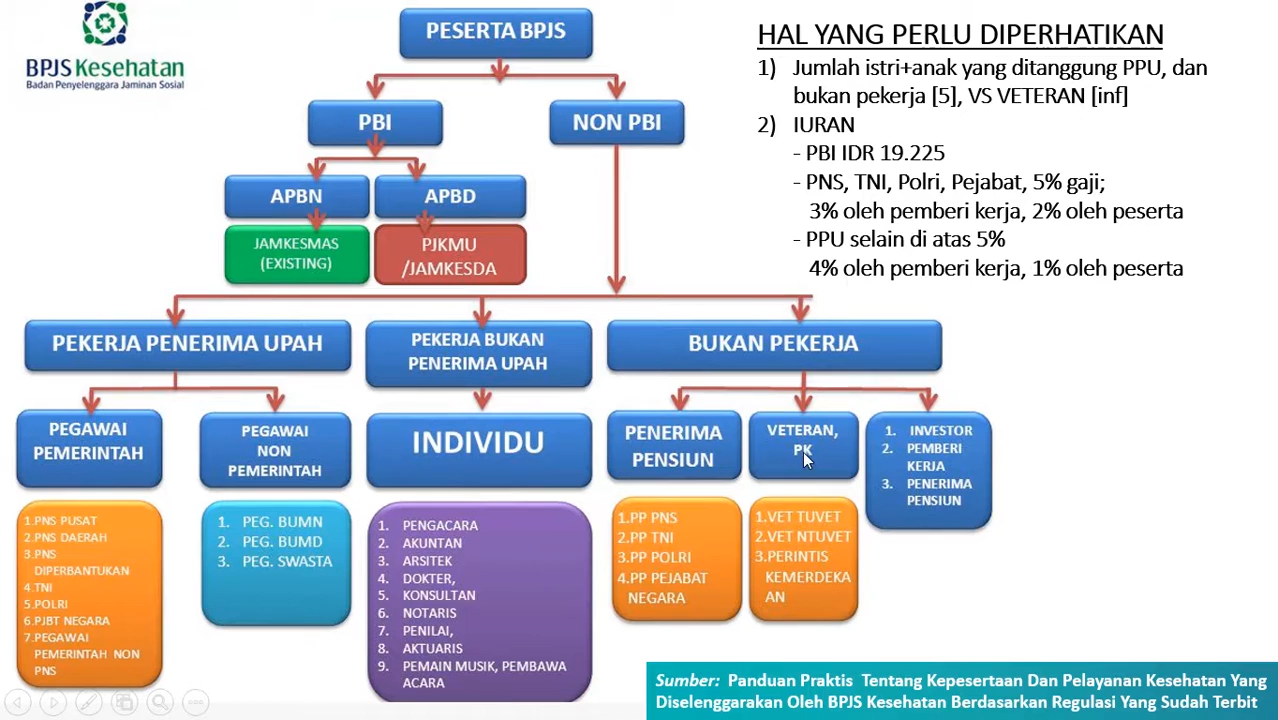 BPJS Kesehatan
Badan Penyelenggara Jaminan Sosial
PESERTA BPJS
PBI
NON PBI
APBN
APBD
JAMKESMAS
(EXISTING)
PJKMU
/JAMKESDA
HAL YANG PERLU DIPERHATIKAN
1) Jumlah istri+anak yang ditanggung PPU, dan
bukan pekerja [5], VS VETERAN [inf]
2) IURAN
- PBI IDR 19.225
- PNS, TNI, Polri, Pejabat, 5% gaji;
3% oleh pemberi kerja, 2% oleh peserta
- PPU selain di atas 5%
4% oleh pemberi kerja, 1% oleh peserta
PEKERJA PENERIMA UPAH
PEKERJA BUKAN
PENERIMA UPAH
BUKAN PEKERJA
PEGAWAI
PEMERINTAH
PEGAWAI
NON
PEMERINTAH
INDIVIDU
PENERIMA
PENSIUN
VETERAN,
PK
1. INVESTOR
2. PEMBERI
KERJA
3. PENERIMA
PENSIUN
1.PNS PUSAT
2.PNS DAERAH
3.PNS
DIPERBANTUKAN
4.TNI
5.POLRI
6.PJBT NEGARA
7.PEGAWAI
PEMERINTAH NON
PNS
1. PEG. BUMN
2. PEG. BUMD
3. PEG. SWASTA
1. PENGACARA
2. AKUNTAN
3. ARSITEK
4. DOKTER,
5. KONSULTAN
6. NOTARIS
7. PENILAI,
8. AKTUARIS
9. PEMAIN MUSIK, PEMBAWA
ACARA
1.PP PNS
2.PP TNI
3.PP POLRI
4.PP PEJABAT
NEGARA
1.VET TUVET
2.VET NTUVET
3.PERINTIS
KEMERDEKA
AN
Sumber: Panduan Praktis Tentang Kepesertaan Dan Pelayanan Kesehatan Yang
Diselenggarakan Oleh BPJS Kesehatan Berdasarkan Regulasi Yang Sudah Terbit